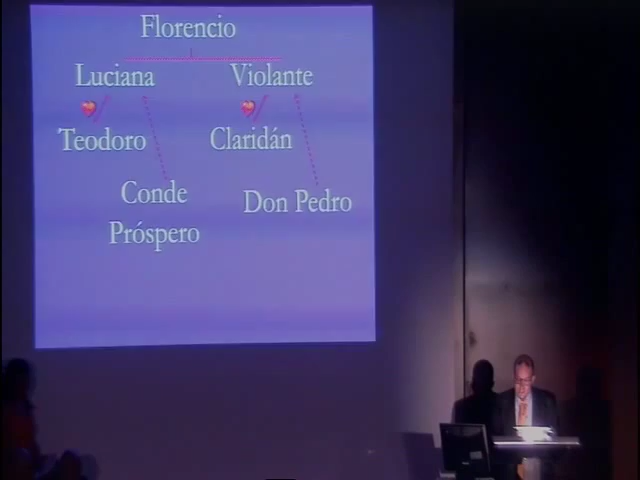 Florencio
Luciana Violante
Teodoro Claridán
Conde Don Pedro
Próspero